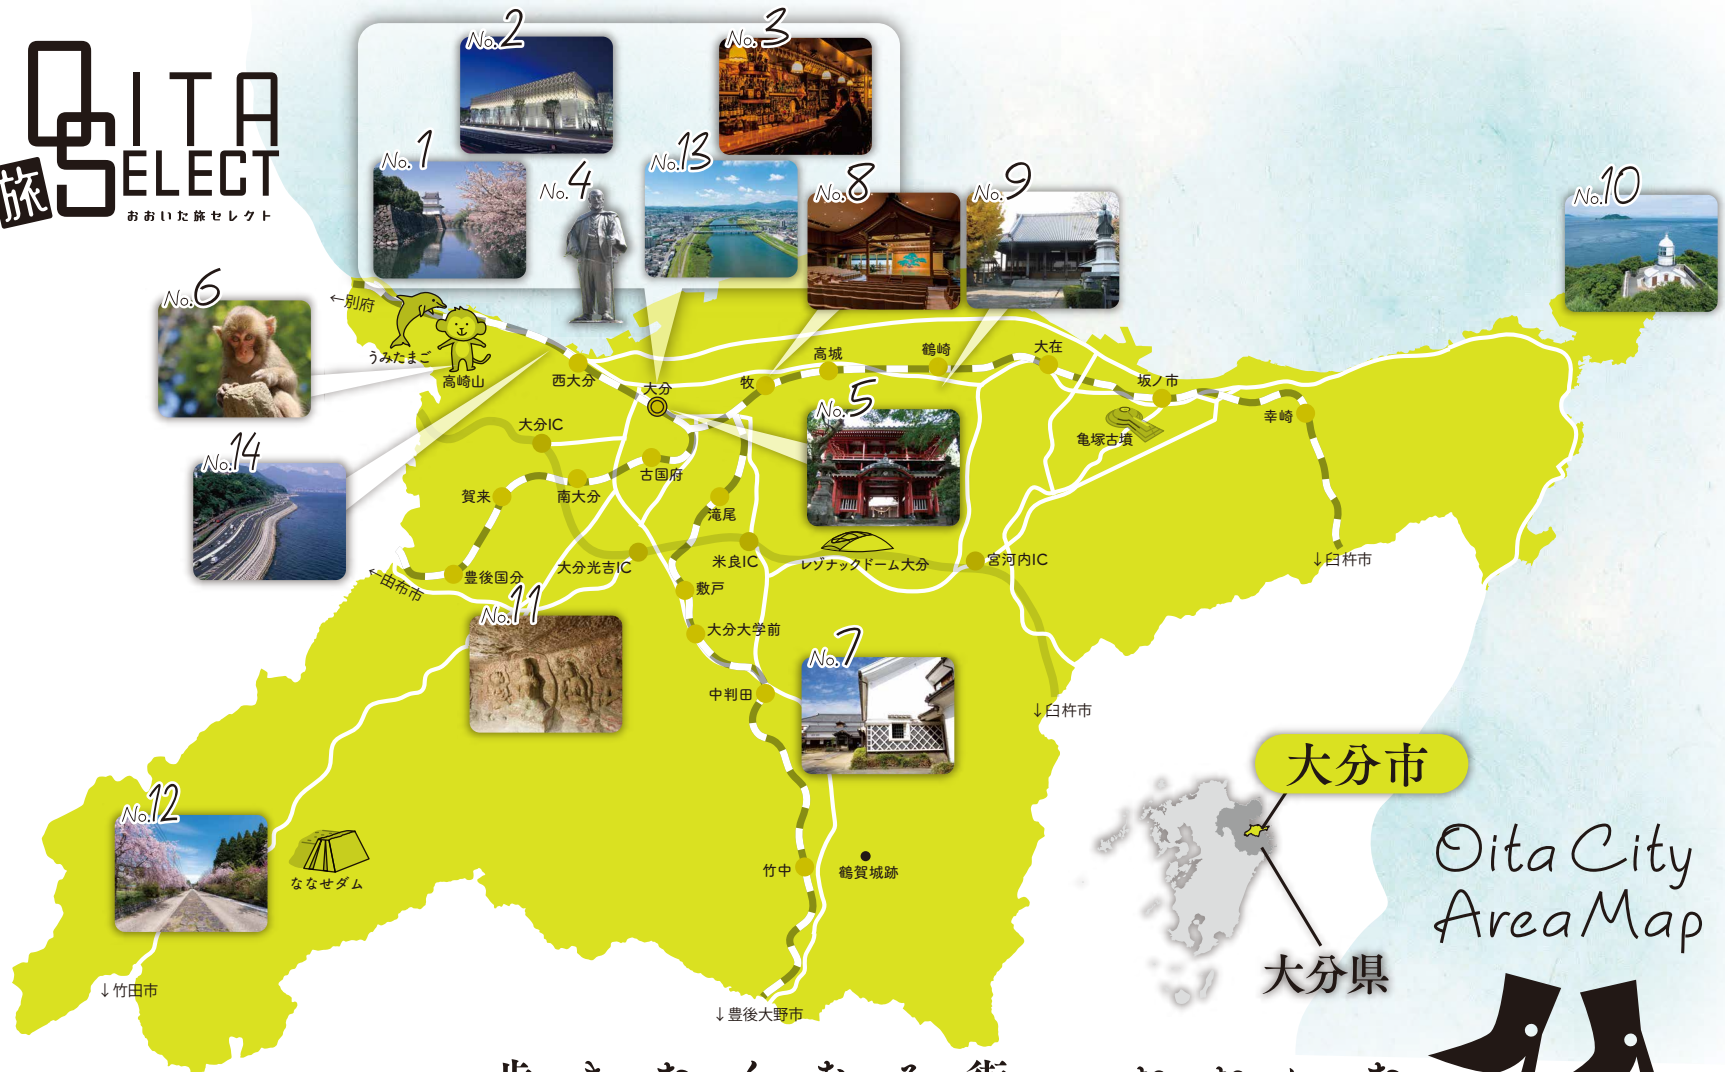 OITA
SELECT
旅
おおいた旅セレクト
No.2
No.3
No.1
No.4
No.13
No.8
No.9
No.10
No.6
←別府
うみたまご
高崎山
西大分
大分
牧
高城
鶴崎
大在
坂ノ市
幸崎
亀塚古墳
No.5
No.14
大分IC
古国府
賀来
南大分
滝尾
豊後国分
大分光吉IC
米良IC
レゾナックドーム大分
宮河内IC
↓臼杵市
←由布市
敷戸
No.11
大分大学前
No.7
中判田
↓臼杵市
大分市
No.12
ななせダム
竹中
鶴賀城跡
Oita City
Area Map
大分県
↓竹田市
↓豊後大野市